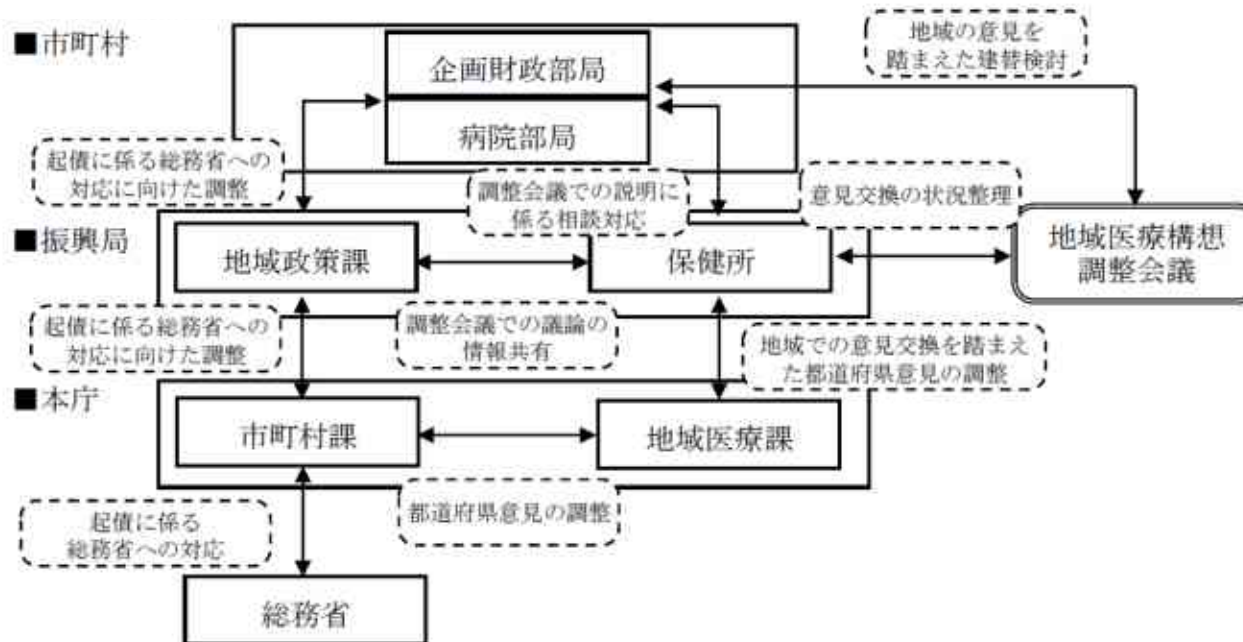 ■市町村
企画財政部局
病院部局
地域の意見を
踏まえた建替検討
起債に係る総務省への
対応に向けた調整
調整会議での説明に
係る相談対応
意見交換の状況整理
■振興局
地域政策課
保健所
地域医療構想
調整会議
起債に係る総務省への
対応に向けた調整
調整会議での議論の
情報共有
地域での意見交換を踏まえ
た都道府県意見の調整
■本庁
市町村課
地域医療課
起債に係る
総務省への対応
都道府県意見の調整
総務省